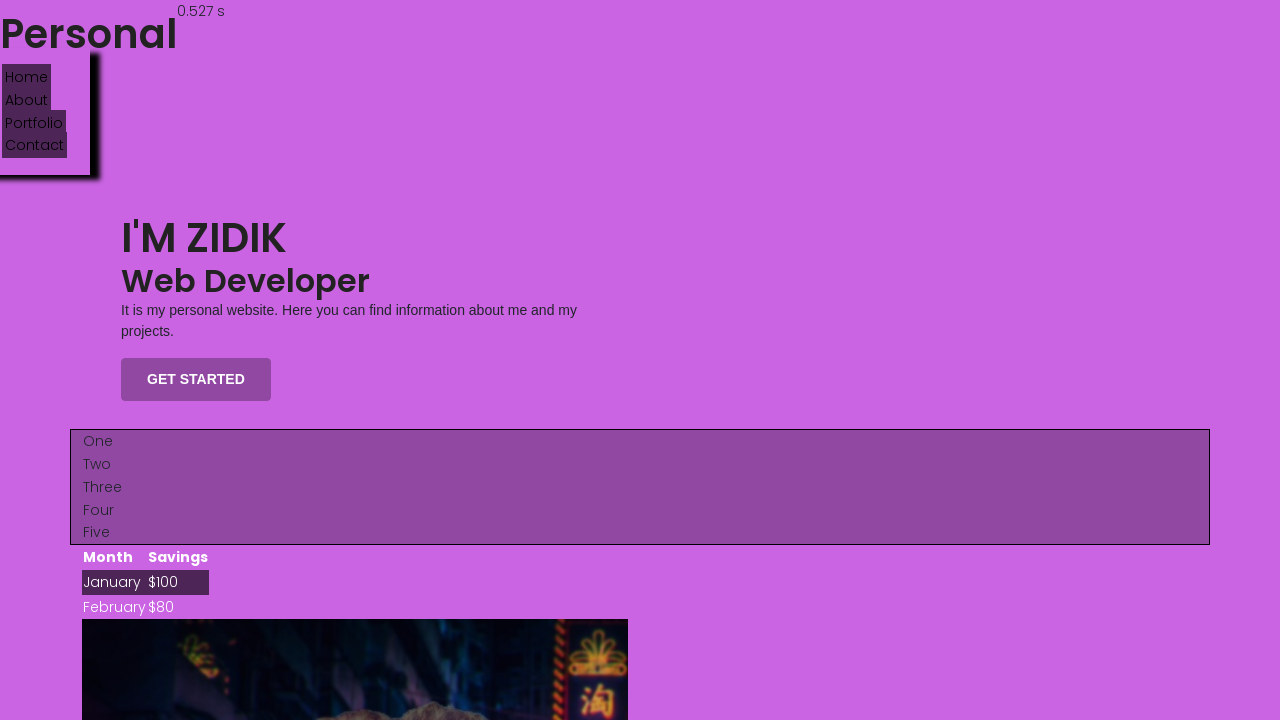 Personal
0.527 s
Home
About
Portfolio
Contact
I'M ZIDIK
Web Developer
It is my personal website. Here you can find information about me and my
projects.
GET STARTED
One
Two
Three
Four
Five
Month Savings
January $100
February $80
淘